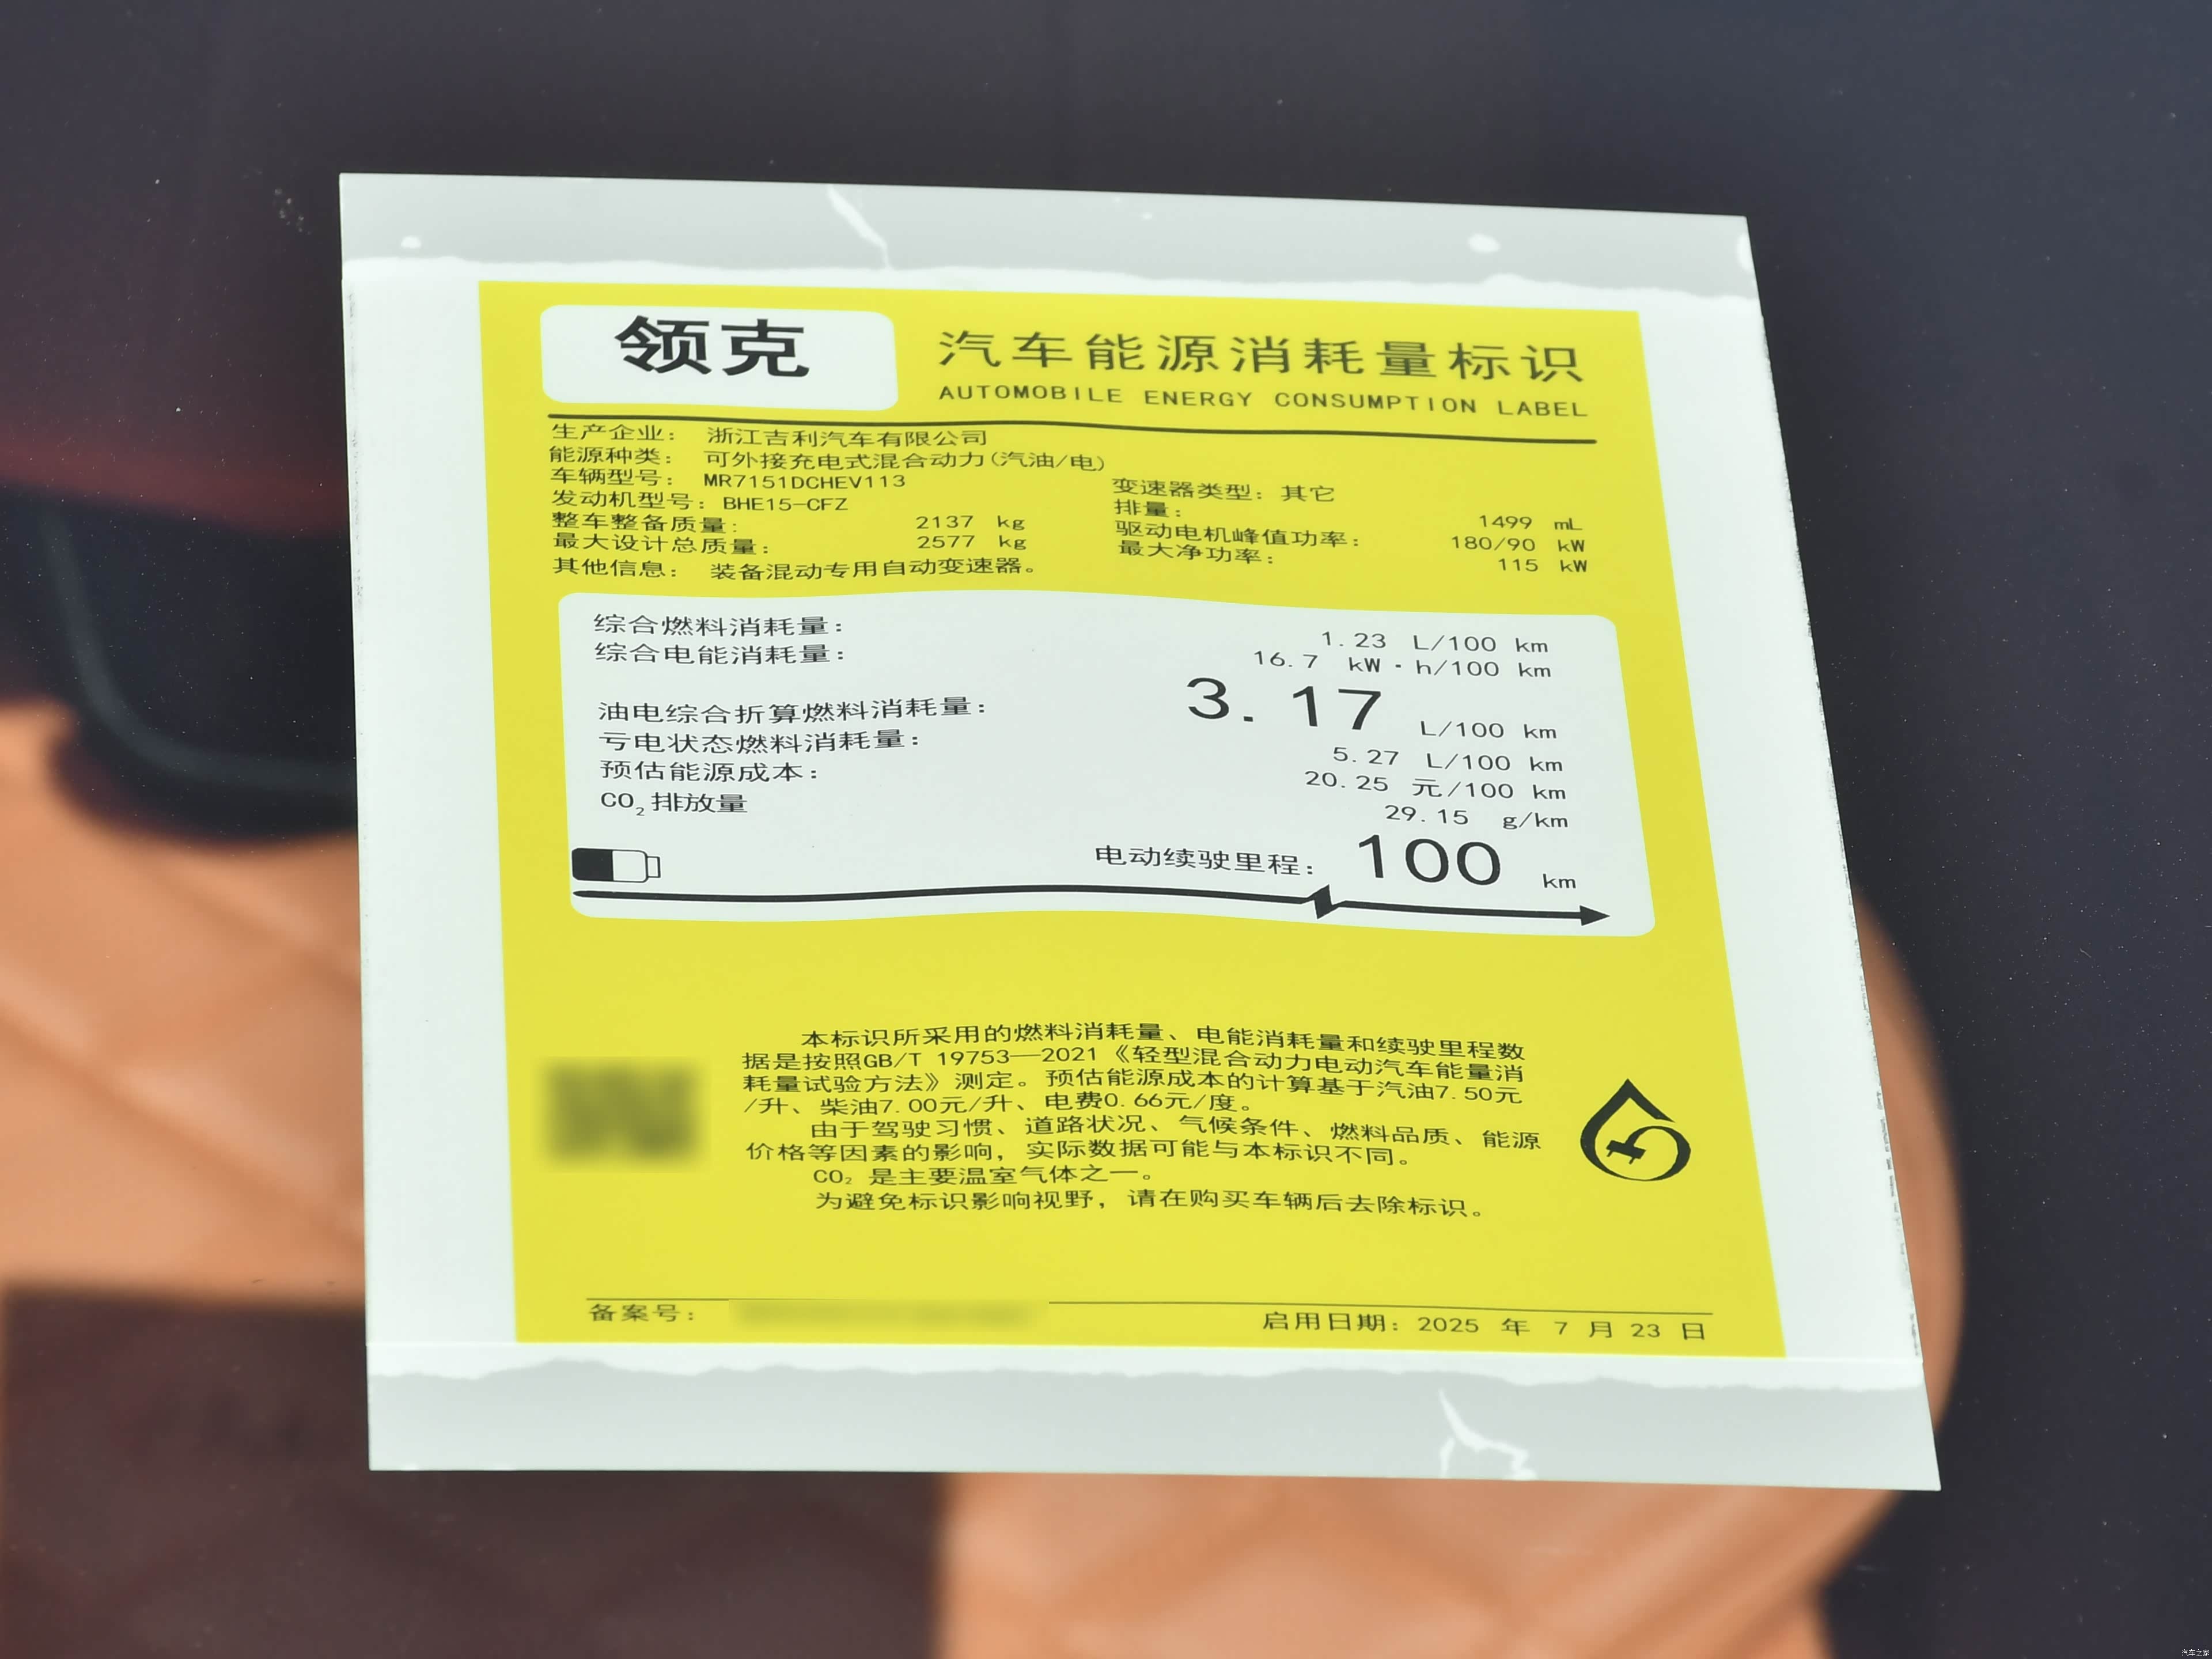 领克
汽车能源消耗量标识
AUTOMOBILE ENERGY CONSUMPTION LABEL
生产企业： 浙江吉利汽车有限公司
能源种类： 可外接充电式混合动力(汽油/电)
车辆型号： MR7151DCHEV113 变速器类型：其它
发动机型号：BHE15-CFZ 排量： 1499 mL
整车整备质量： 2137 kg 驱动电机峰值功率： 180/90 kW
最大设计总质量： 2577 kg 最大净功率： 115 kW
其他信息： 装备混动专用自动变速器。
综合燃料消耗量： 1.23 L/100 km
综合电能消耗量： 16.7 kW·h/100 km
油电综合折算燃料消耗量： 3.17 L/100 km
亏电状态燃料消耗量： 5.27 L/100 km
预估能源成本： 20.25 元/100 km
CO₂排放量 29.15 g/km
电动续驶里程： 100 km
本标识所采用的燃料消耗量、电能消耗量和续驶里程数
据是按照GB/T 19753—2021《轻型混合动力电动汽车能量消
耗量试验方法》测定。预估能源成本的计算基于汽油7.50元
/升、柴油7.00元/升、电费0.66元/度。
由于驾驶习惯、道路状况、气候条件、燃料品质、能源
价格等因素的影响，实际数据可能与本标识不同。
CO₂ 是主要温室气体之一。
为避免标识影响视野，请在购买车辆后去除标识。
备案号： 启用日期：2025 年 7 月 23 日
汽车之家